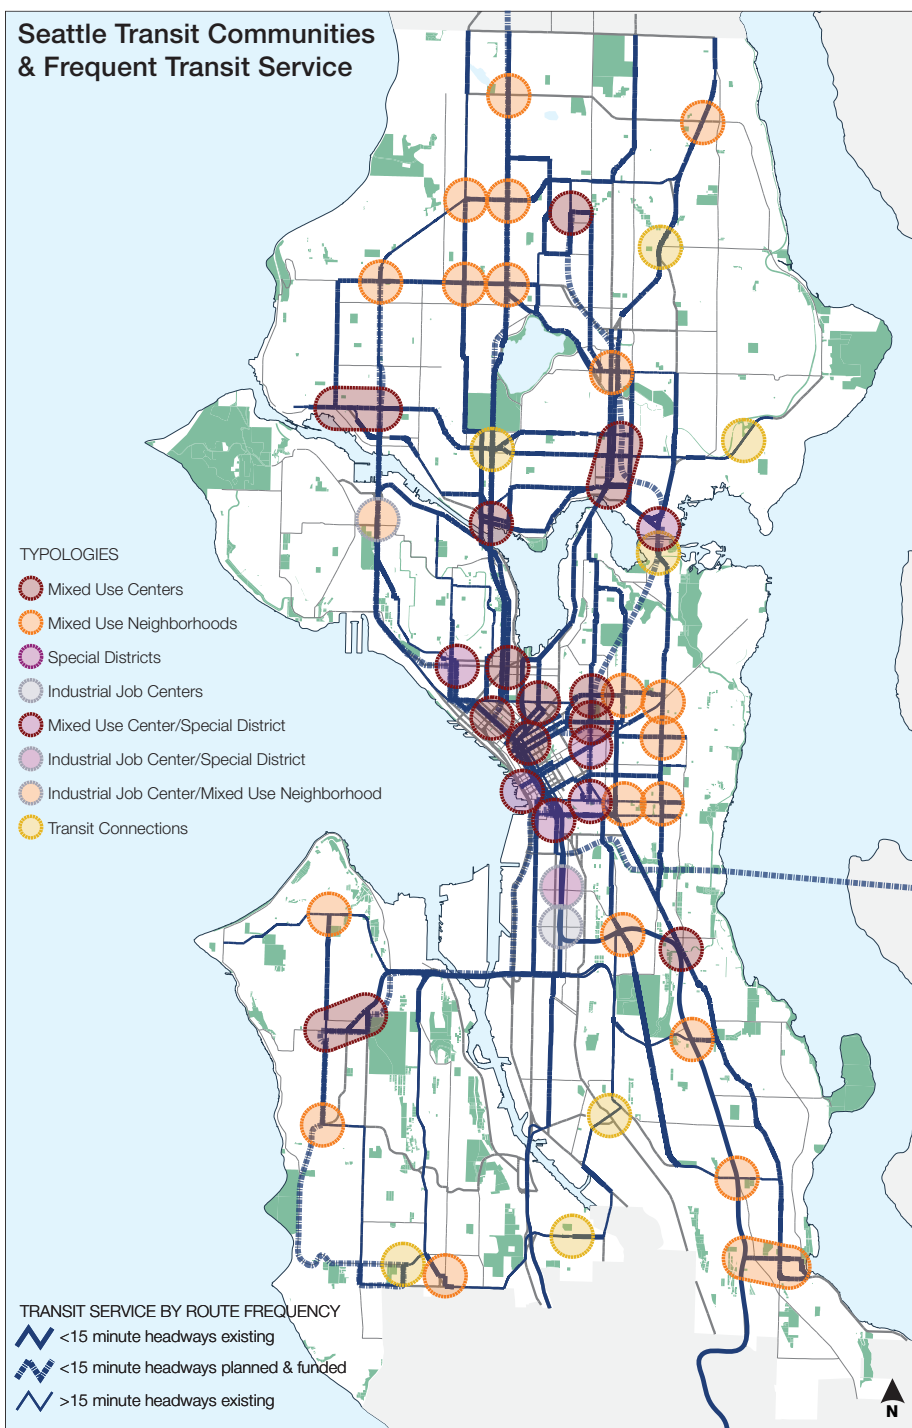 Seattle Transit Communities
& Frequent Transit Service
TYPOLOGIES
Mixed Use Centers
Mixed Use Neighborhoods
Special Districts
Industrial Job Centers
Mixed Use Center/Special District
Industrial Job Center/Special District
Industrial Job Center/Mixed Use Neighborhood
Transit Connections
TRANSIT SERVICE BY ROUTE FREQUENCY
<15 minute headways existing
<15 minute headways planned & funded
>15 minute headways existing
N